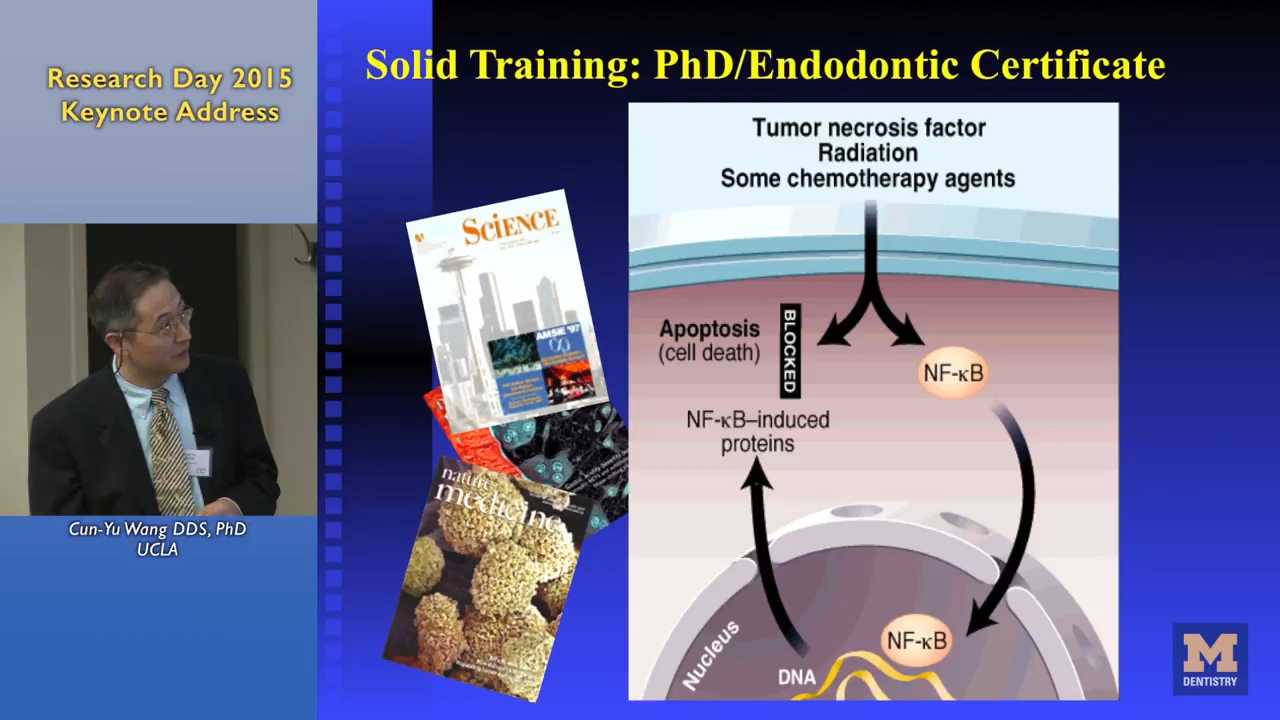 Research Day 2015
Keynote Address
Cun-Yu Wang DDS, PhD
UCLA
Solid Training: PhD/Endodontic Certificate
SCIENCE
AMSIE '97
nature
medicine
Tumor necrosis factor
Radiation
Some chemotherapy agents
Apoptosis
(cell death)
BLOCKED
NF-κB
NF-κB–induced
proteins
Nucleus
DNA
NF-κB
M
DENTISTRY